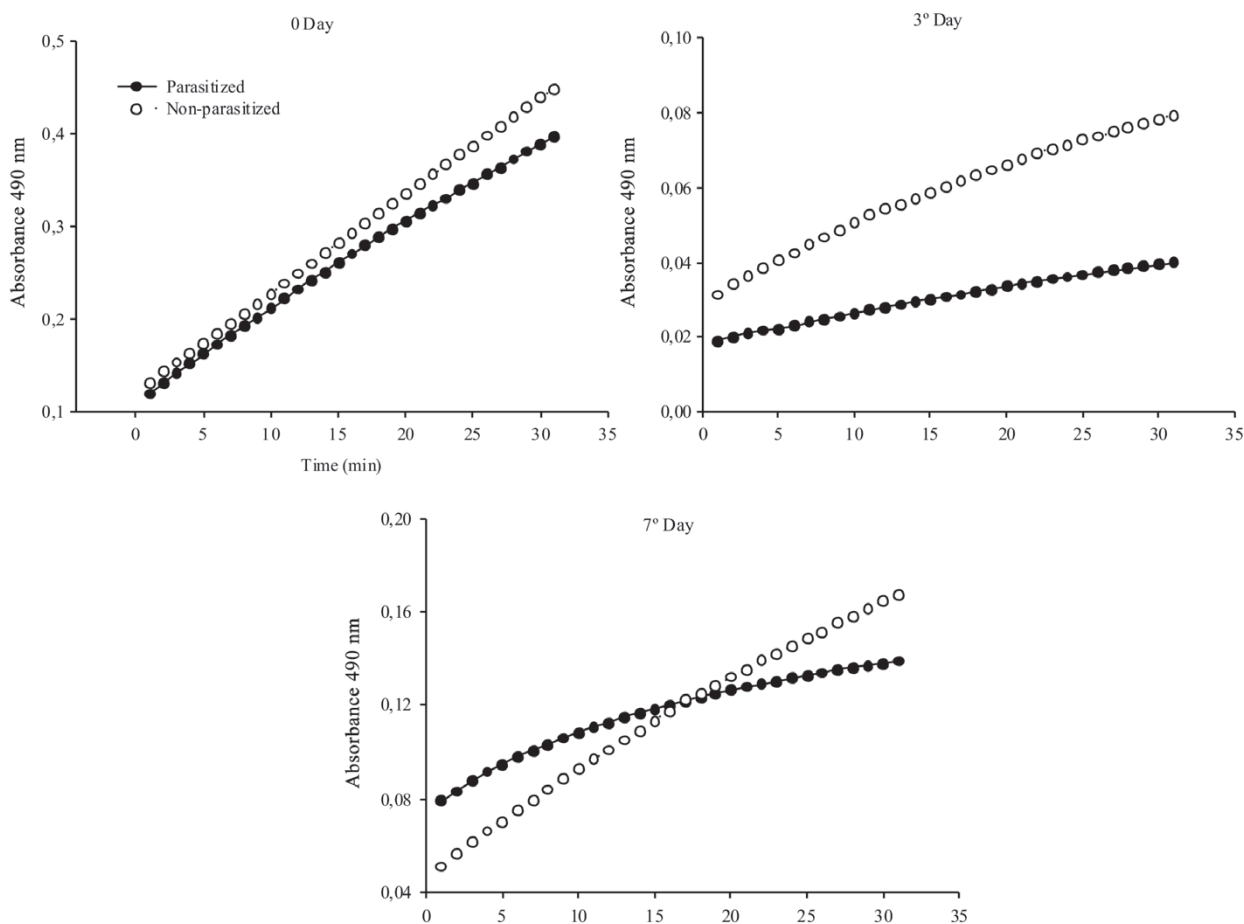 0 Day
0,5
0,4
0,3
0,2
0,1
Absorbance 490 nm
Parasitized
Non-parasitized
0 5 10 15 20 25 30 35
Time (min)
3º Day
0,10
0,08
0,06
0,04
0,02
0,00
Absorbance 490 nm
0 5 10 15 20 25 30 35
7º Day
0,20
0,16
0,12
0,08
0,04
Absorbance 490 nm
0 5 10 15 20 25 30 35